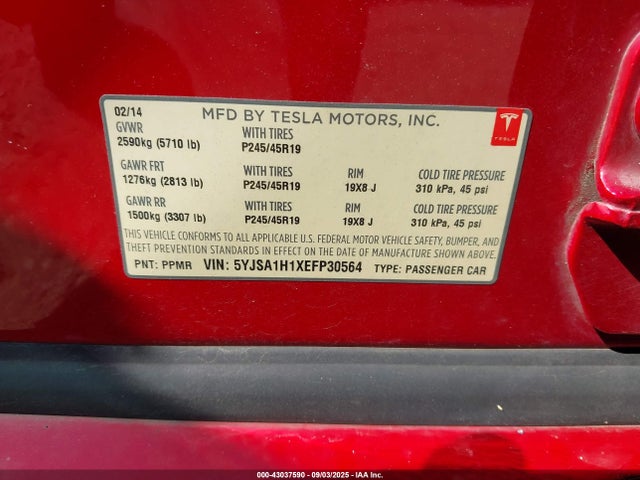 02/14 MFD BY TESLA MOTORS, INC.
GVWR WITH TIRES
2590kg (5710 lb) P245/45R19
GAWR FRT WITH TIRES RIM COLD TIRE PRESSURE
1276kg (2813 lb) P245/45R19 19X8 J 310 kPa, 45 psi
GAWR RR WITH TIRES RIM COLD TIRE PRESSURE
1500kg (3307 lb) P245/45R19 19X8 J 310 kPa, 45 psi
THIS VEHICLE CONFORMS TO ALL APPLICABLE U.S. FEDERAL MOTOR VEHICLE SAFETY, BUMPER, AND
THEFT PREVENTION STANDARDS IN EFFECT ON THE DATE OF MANUFACTURE SHOWN ABOVE.
PNT: PPMR VIN: 5YJSA1H1XEFP30564 TYPE: PASSENGER CAR
TESLA
000-43037590 - 09/03/2025 - IAA Inc.